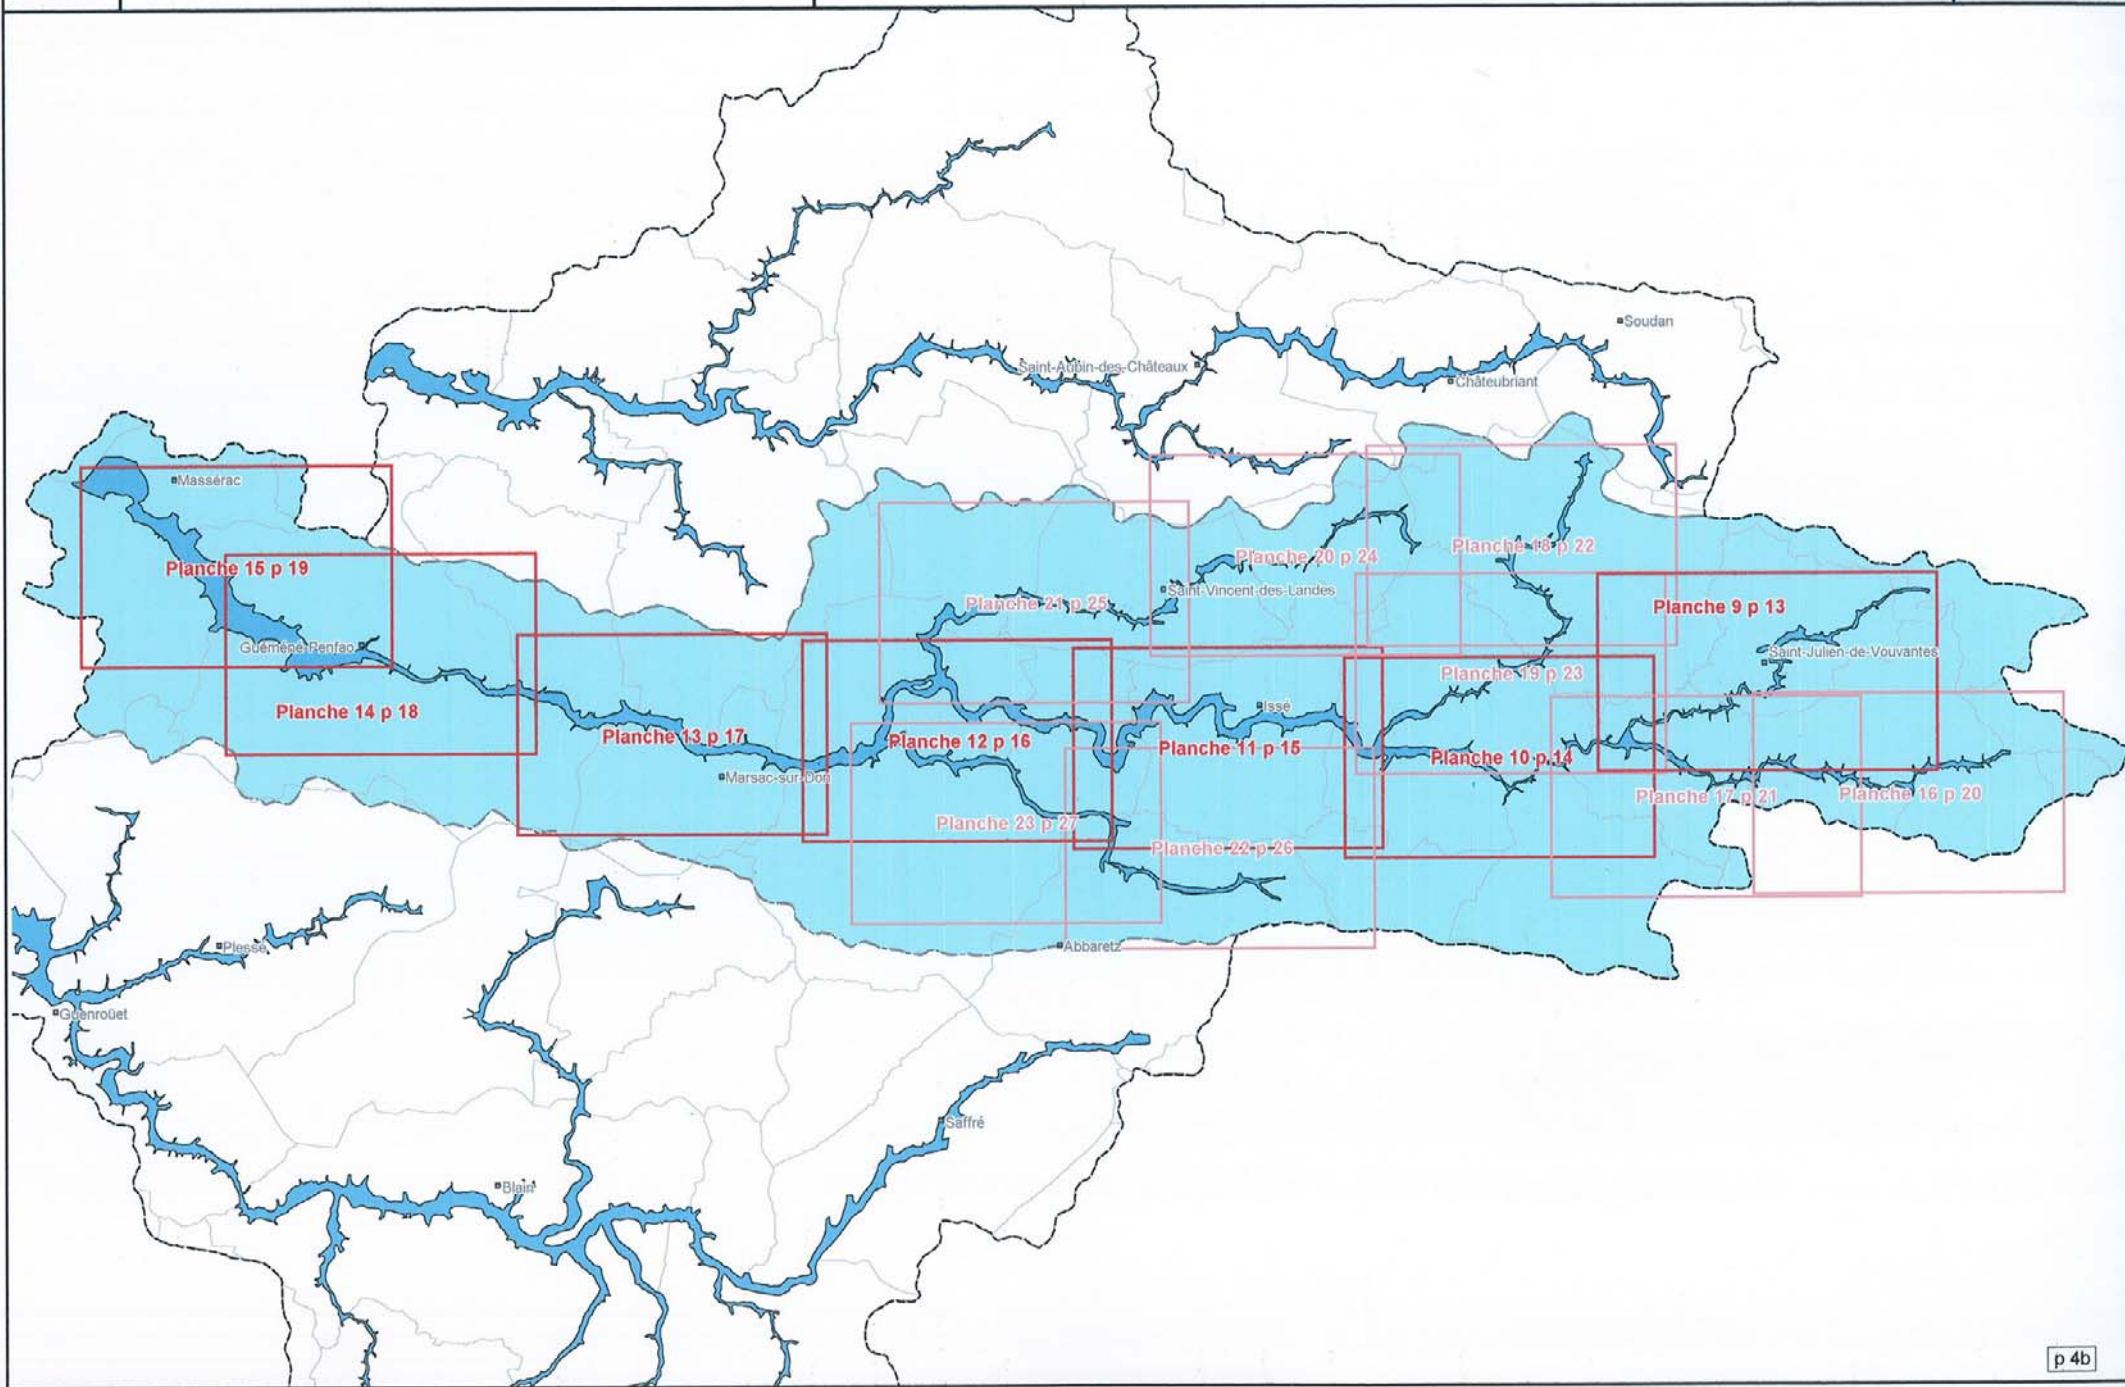 Soudan
Saint-Aubin-des-Châteaux
Châteubriant
Massérac
Planche 18 p 22
Planche 20 p 24
Planche 15 p 19
Saint-Vincent-des-Landes
Planche 21 p 25
Planche 9 p 13
Guémené-Penfao
Saint-Julien-de-Vouvantes
Planche 19 p 23
Issé
Planche 14 p 18
Planche 13 p 17
Planche 12 p 16
Planche 11 p 15
Planche 10 p 14
Marsac-sur-Don
Planche 17 p 21
Planche 16 p 20
Planche 23 p 27
Planche 22 p 26
Plessé
Abbaretz
Guenroüet
Saffré
Blain
p 4b